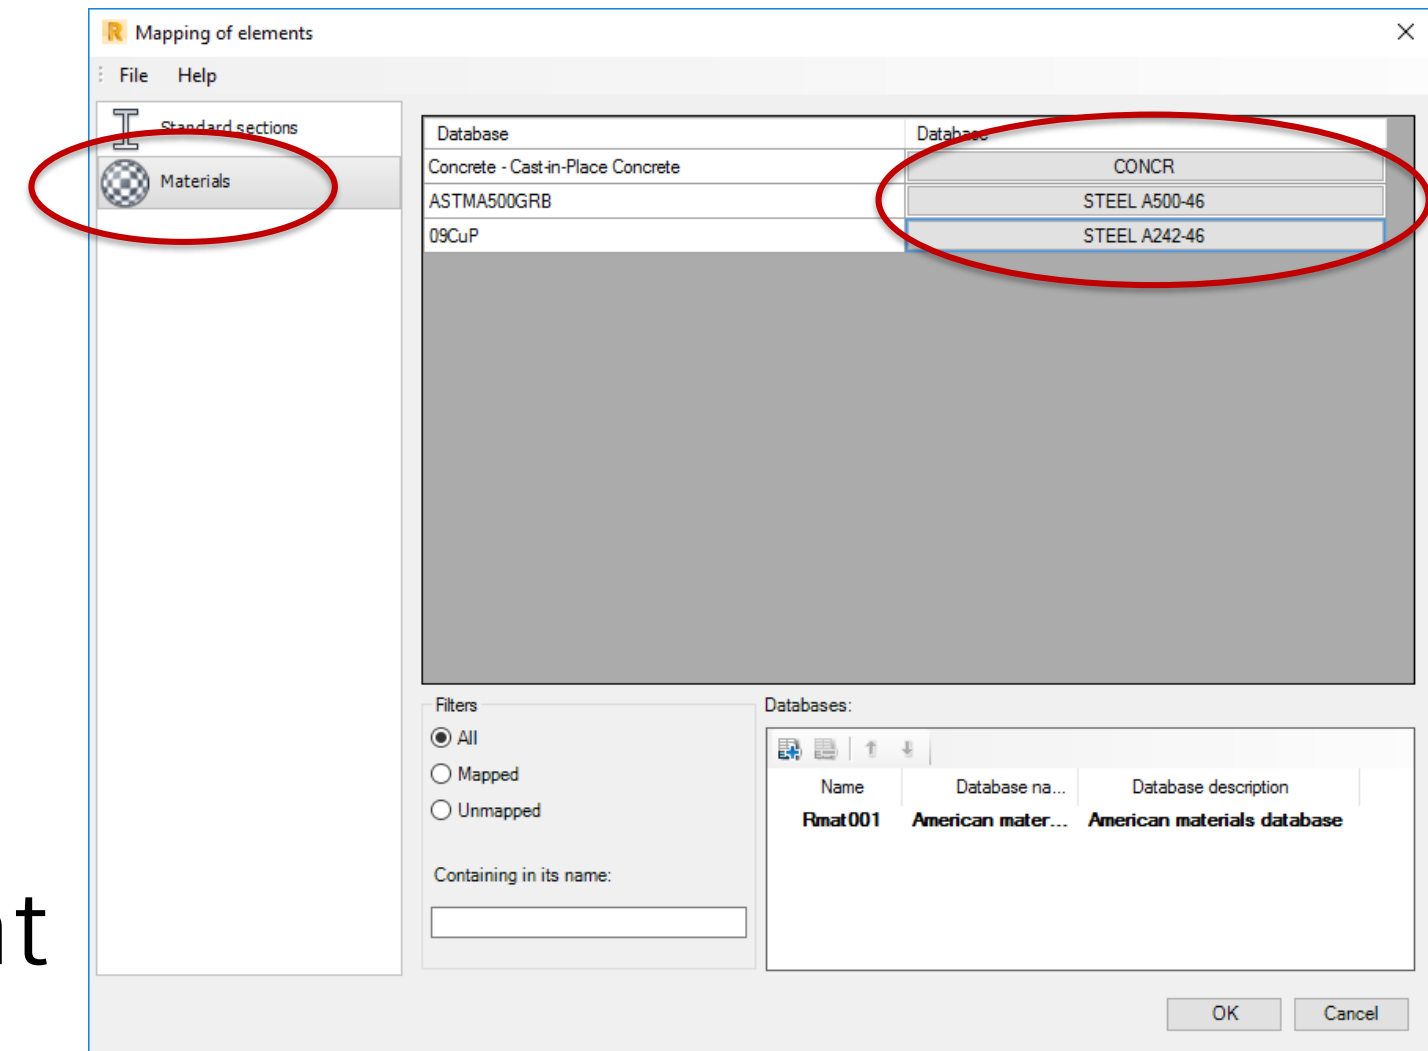 Mapping of elements
File Help
Standard sections
Materials
Database Database
Concrete - Cast-in-Place Concrete CONCR
ASTMA500GRB STEEL A500-46
09CuP STEEL A242-46
Filters
All
Mapped
Unmapped
Containing in its name:
Databases:
Name Database na... Database description
Rmat001 American mater... American materials database
nt
OK Cancel